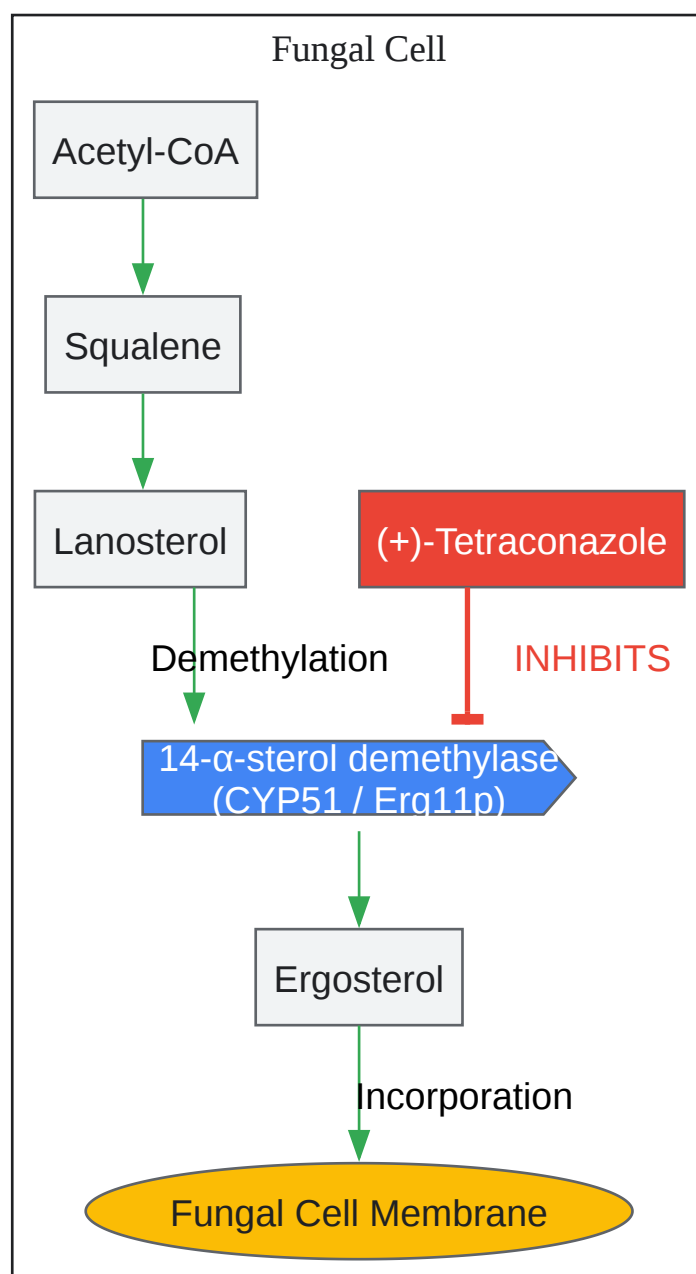 Fungal Cell
Acetyl-CoA
Squalene
Lanosterol
(+)-Tetraconazole
Demethylation
INHIBITS
14-α-sterol demethylase
(CYP51 / Erg11p)
Ergosterol
Incorporation
Fungal Cell Membrane